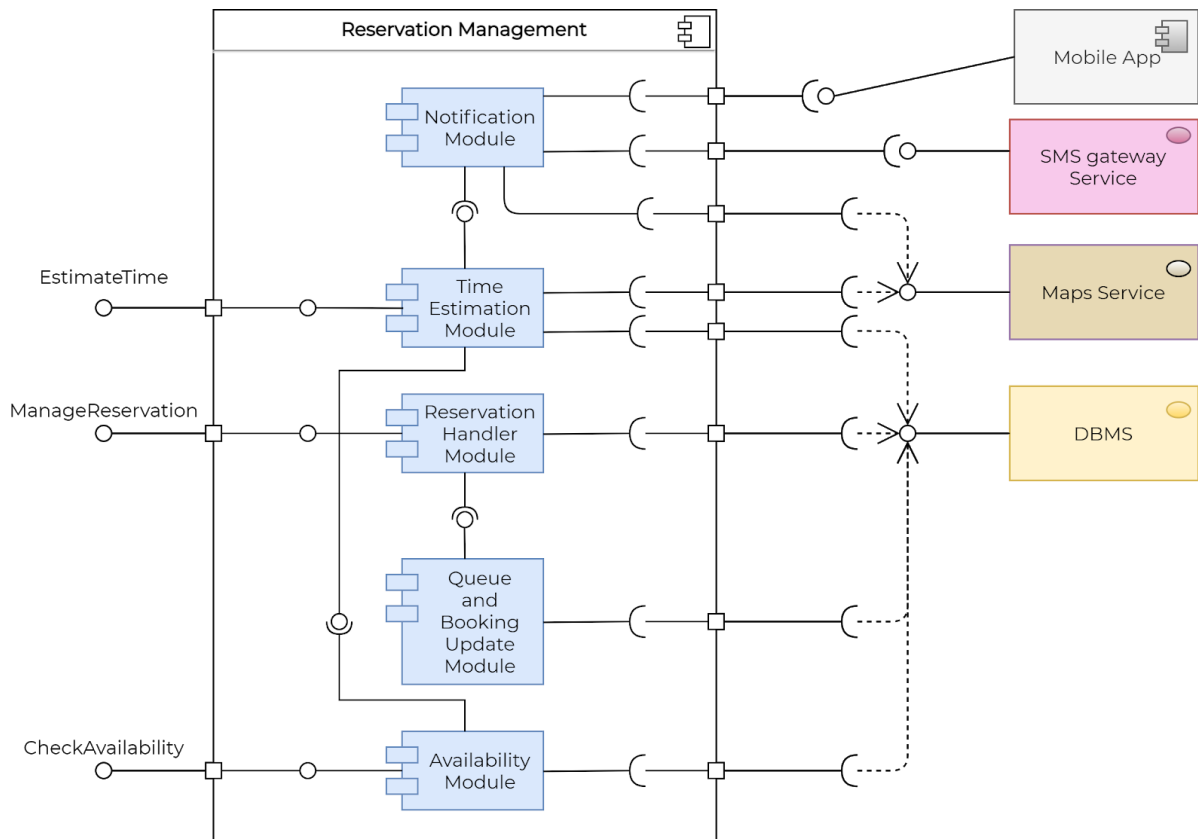 Reservation Management
Mobile App
Notification
Module
SMS gateway
Service
EstimateTime
Time
Estimation
Module
Maps Service
ManageReservation
Reservation
Handler
Module
DBMS
Queue
and
Booking
Update
Module
CheckAvailability
Availability
Module